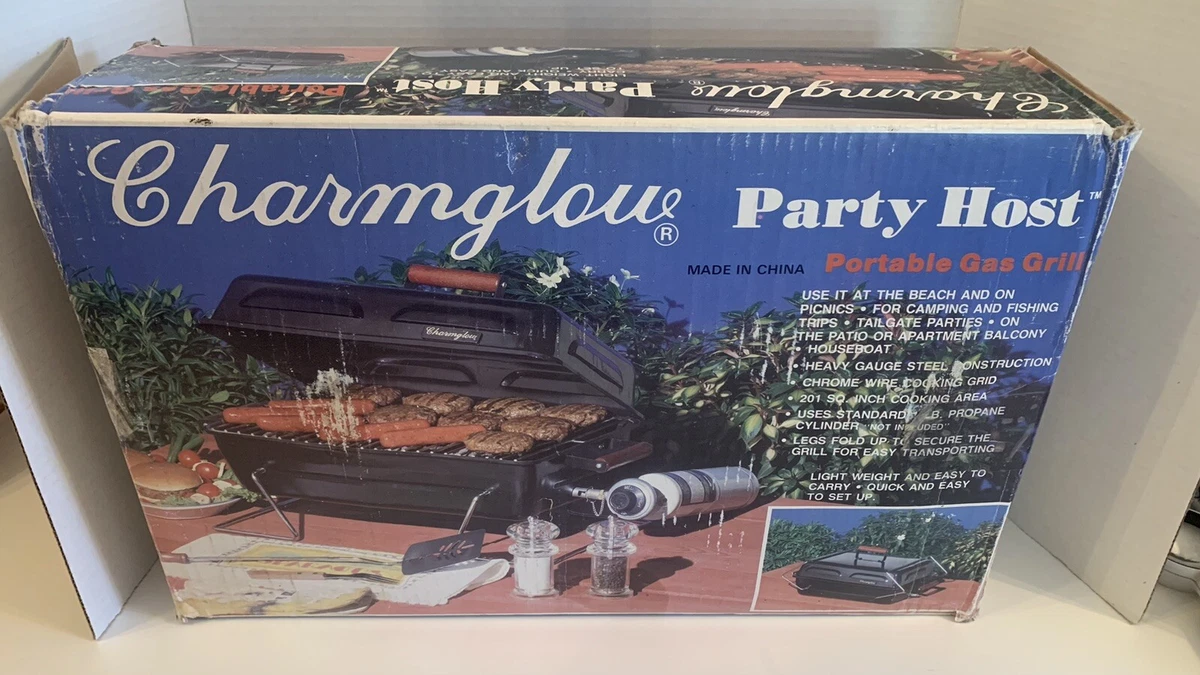 Portable Gas Grill
Party Host™
Charmglow®
Charmglow
Charmglow®
Party Host™
MADE IN CHINA
Portable Gas Grill
USE IT AT THE BEACH AND ON
PICNICS • FOR CAMPING AND FISHING
TRIPS • TAILGATE PARTIES • ON
THE PATIO OR APARTMENT BALCONY
• HOUSEBOAT
• HEAVY GAUGE STEEL CONSTRUCTION
• CHROME WIRE COOKING GRID
• 201 SQ. INCH COOKING AREA
• USES STANDARD LB. PROPANE
CYLINDER "NOT INCLUDED"
• LEGS FOLD UP TO SECURE THE
GRILL FOR EASY TRANSPORTING
LIGHT WEIGHT AND EASY TO
CARRY • QUICK AND EASY
TO SET UP.
Charmglow